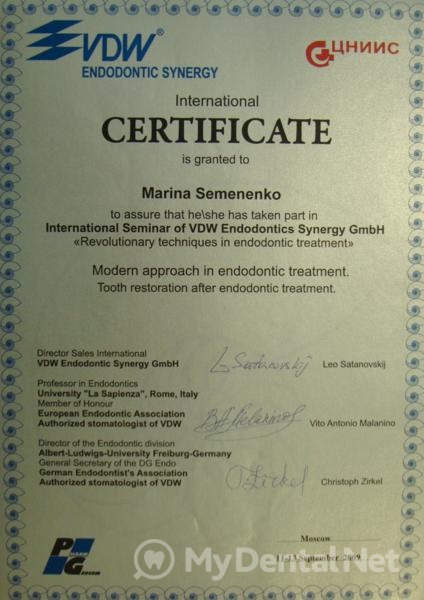 VDW®
ЦНИИС
ENDODONTIC SYNERGY
International
CERTIFICATE
is granted to
Marina Semenenko
to assure that he\she has taken part in
International Seminar of VDW Endodontics Synergy GmbH
«Revolutionary techniques in endodontic treatment»
Modern approach in endodontic treatment.
Tooth restoration after endodontic treatment.
Director Sales International
VDW Endodontic Synergy GmbH
Leo Satanovskij
Professor in Endodontics
University "La Sapienza", Rome, Italy
Member of Honour
European Endodontic Association
Authorized stomatologist of VDW
Vito Antonio Malanino
Director of the Endodontic division
Albert-Ludwigs-University Freiburg-Germany
General Secretary of the DG Endo
German Endodontist's Association
Authorized stomatologist of VDW
Christoph Zirkel
Moscow
11-13 September, 2009
P
G
MyDental.Net